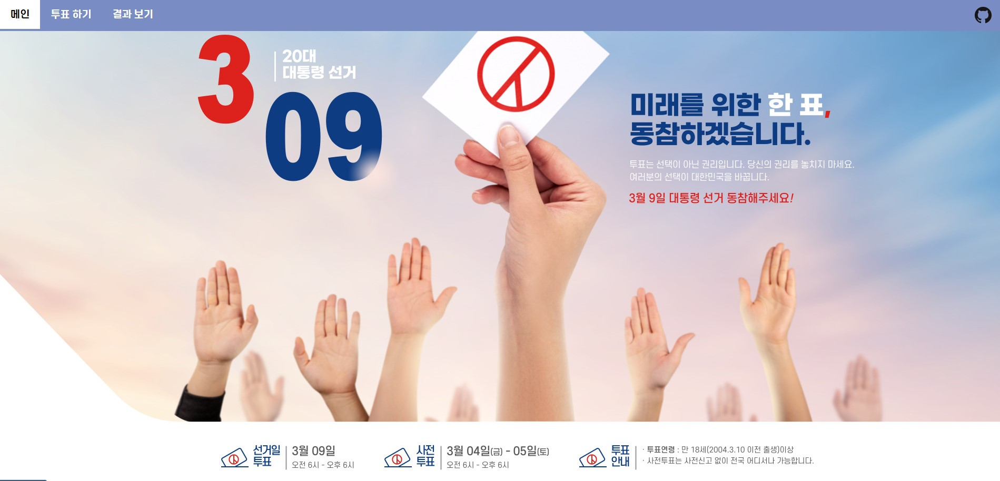 메인
투표 하기
결과 보기
3
09
20대
대통령 선거
미래를 위한 한 표,
동참하겠습니다.
투표는 선택이 아닌 권리입니다. 당신의 권리를 놓치지 마세요.
여러분의 선택이 대한민국을 바꿉니다.
3월 9일 대통령 선거 동참해주세요!
선거일
투표
3월 09일
오전 6시 - 오후 6시
사전
투표
3월 04일(금) - 05일(토)
오전 6시 - 오후 6시
투표
안내
· 투표연령 : 만 18세(2004.3.10 이전 출생)이상
· 사전투표는 사전신고 없이 전국 어디서나 가능합니다.